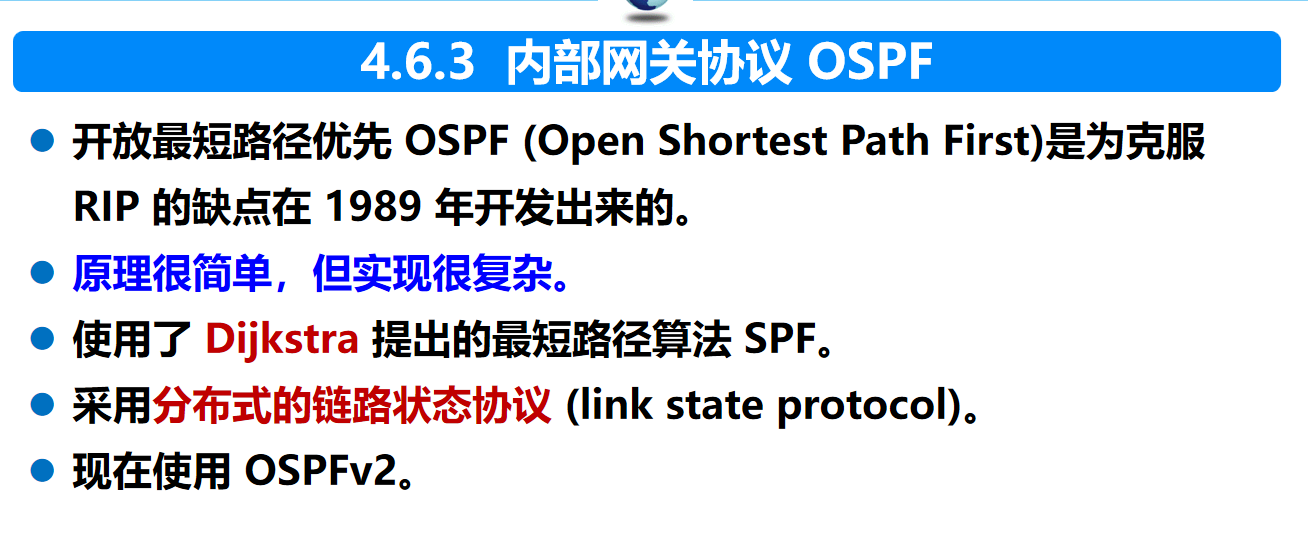 4.6.3 内部网关协议 OSPF
开放最短路径优先 OSPF (Open Shortest Path First)是为克服
RIP 的缺点在 1989 年开发出来的。
原理很简单，但实现很复杂。
使用了 Dijkstra 提出的最短路径算法 SPF。
采用分布式的链路状态协议 (link state protocol)。
现在使用 OSPFv2。